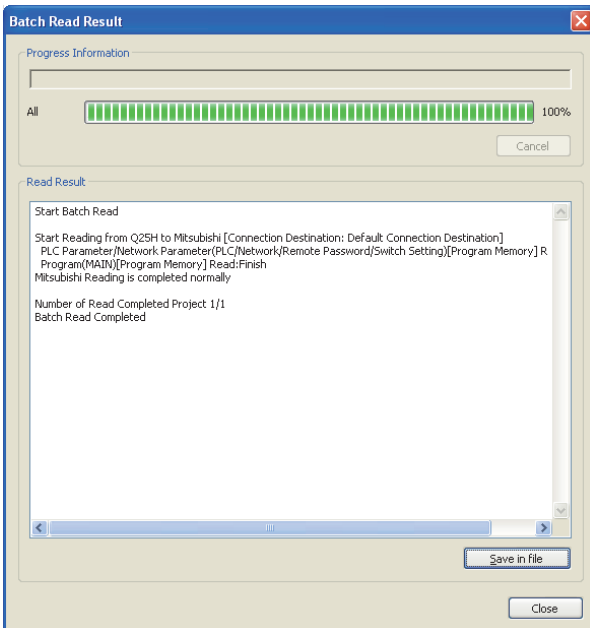 Batch Read Result
Progress Information
All
100%
Cancel
Read Result
Start Batch Read
Start Reading from Q25H to Mitsubishi [Connection Destination: Default Connection Destination]
PLC Parameter/Network Parameter(PLC/Network/Remote Password/Switch Setting)[Program Memory] R
Program(MAIN)[Program Memory] Read:Finish
Mitsubishi Reading is completed normally
Number of Read Completed Project 1/1
Batch Read Completed
Save in file
Close